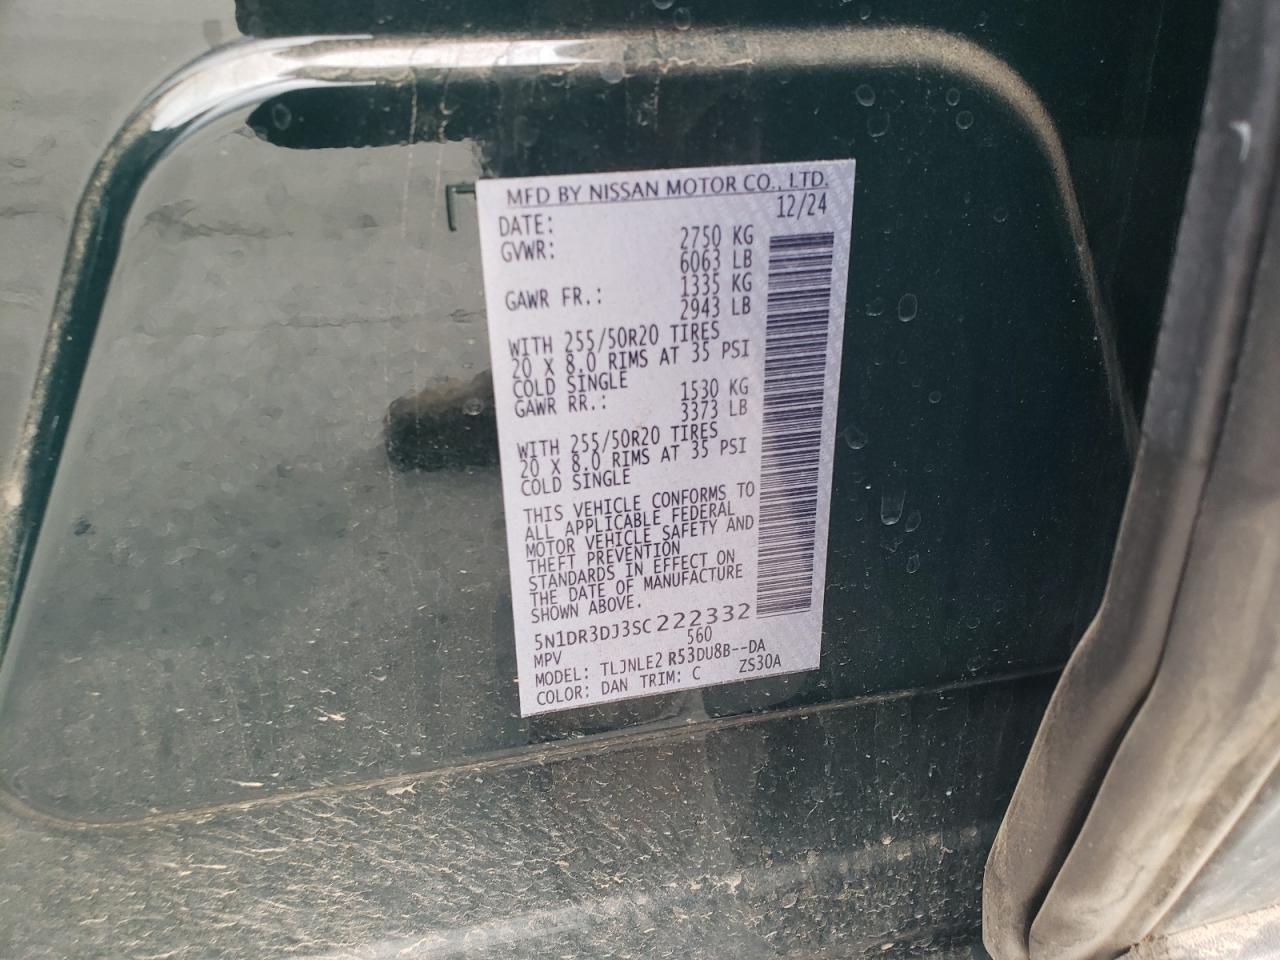 MFD BY NISSAN MOTOR CO., LTD.
DATE: 12/24
GVWR: 2750 KG
6063 LB
GAWR FR.: 1335 KG
2943 LB
WITH 255/50R20 TIRES
20 X 8.0 RIMS AT 35 PSI
COLD SINGLE
GAWR RR.: 1530 KG
3373 LB
WITH 255/50R20 TIRES
20 X 8.0 RIMS AT 35 PSI
COLD SINGLE
THIS VEHICLE CONFORMS TO
ALL APPLICABLE FEDERAL
MOTOR VEHICLE SAFETY AND
THEFT PREVENTION
STANDARDS IN EFFECT ON
THE DATE OF MANUFACTURE
SHOWN ABOVE.
5N1DR3DJ3SC222332
MPV 560
MODEL: TLJNLE2 R53DU8B--DA
COLOR: DAN TRIM: C ZS30A